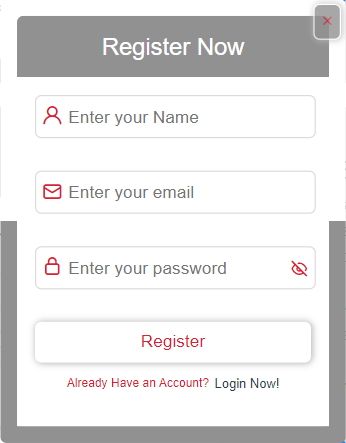 Register Now
Enter your Name
Enter your email
Enter your password
Register
Already Have an Account? Login Now!